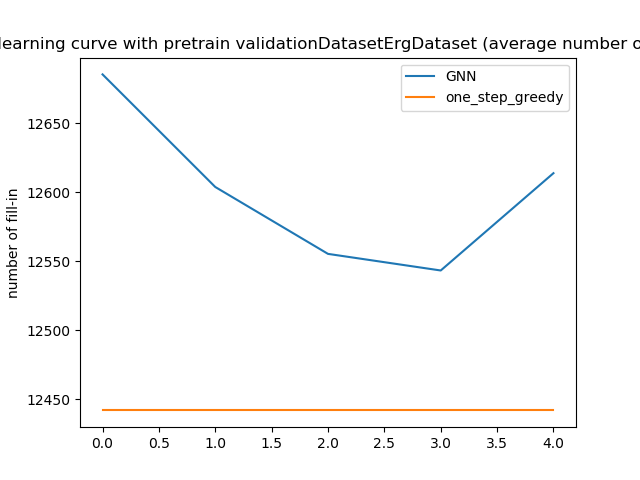 learning curve with pretrain validationDatasetErgDataset (average number o
GNN
one_step_greedy
number of fill-in
12650
12600
12550
12500
12450
0.0 0.5 1.0 1.5 2.0 2.5 3.0 3.5 4.0